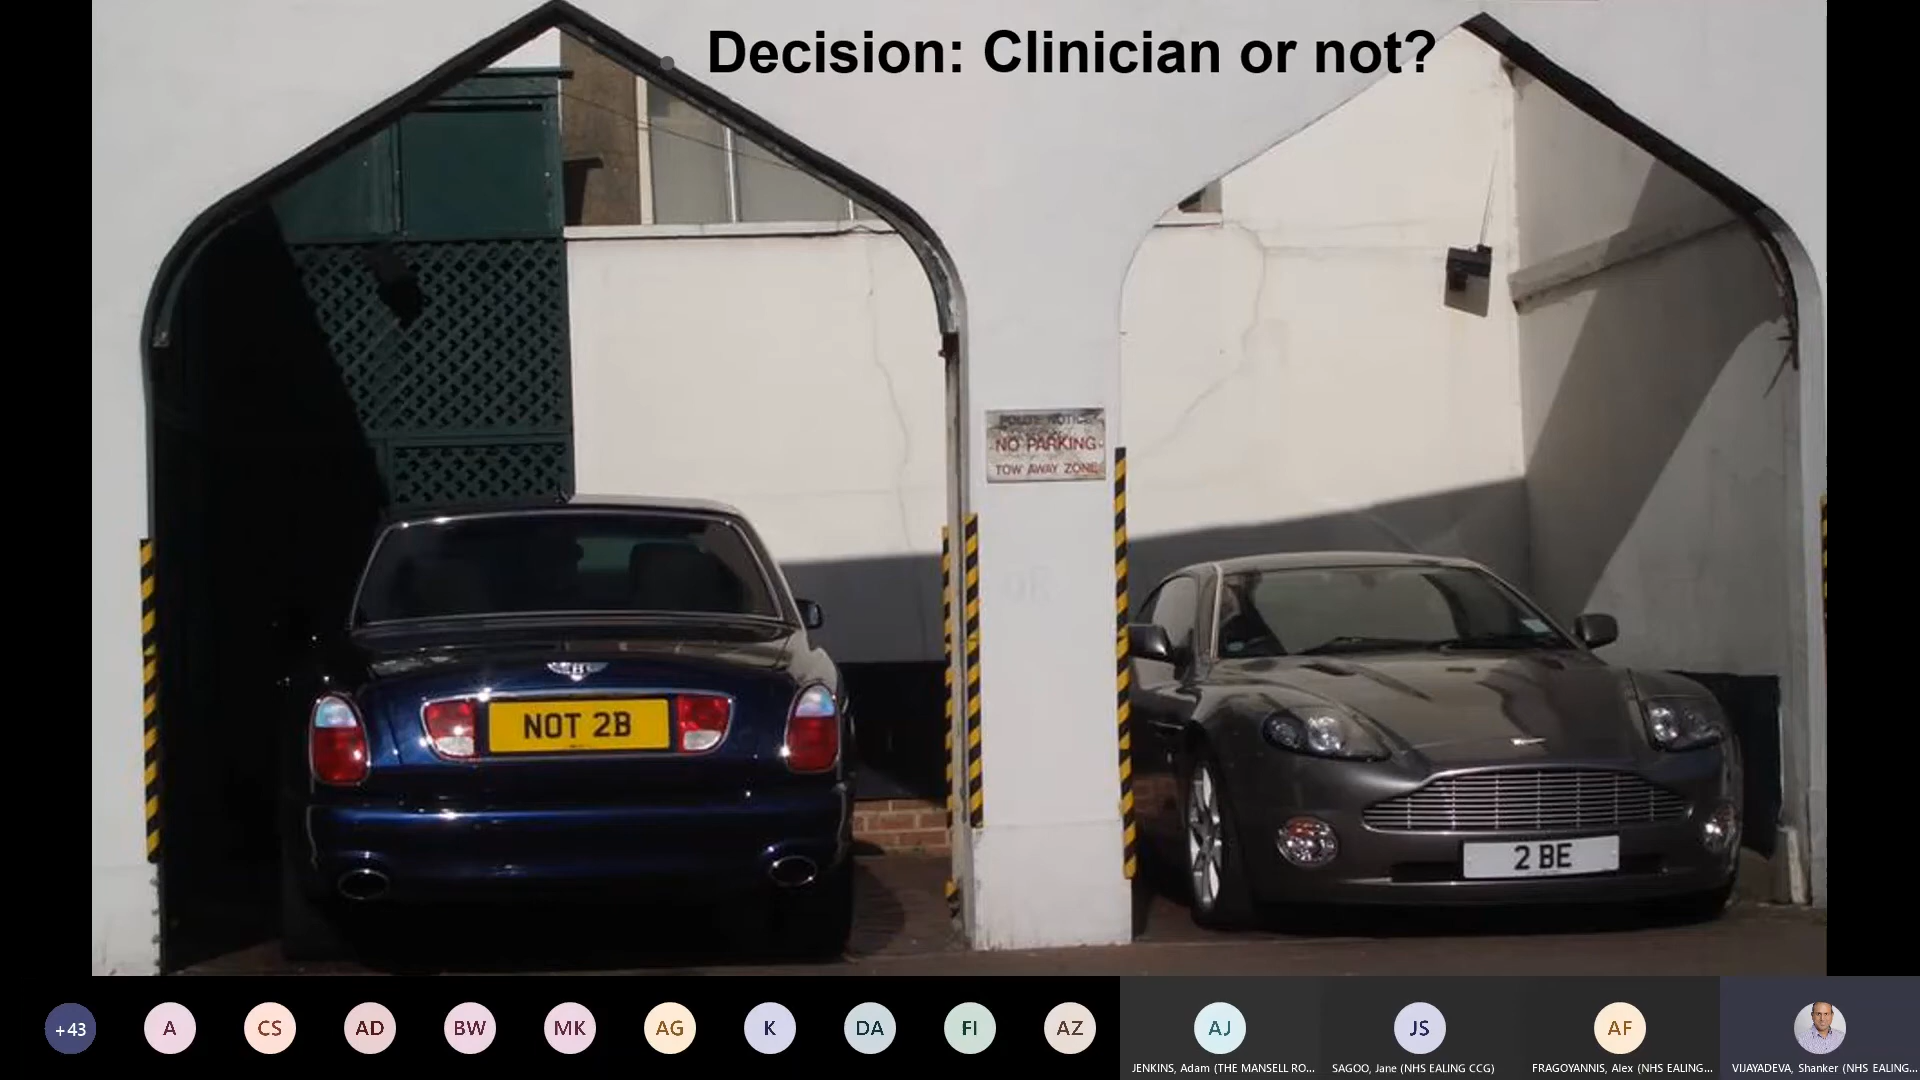 Decision: Clinician or not?
NO PARKING
TOW AWAY ZONE
NOT 2B
2 BE
+43
A
CS
AD
BW
MK
AG
K
DA
FI
AZ
AJ
JS
AF
JENKINS, Adam (THE MANSELL RO...
SAGOO, Jane (NHS EALING CCG)
FRAGOYANNIS, Alex (NHS EALING...
VIJAYADEVA, Shanker (NHS EALING...